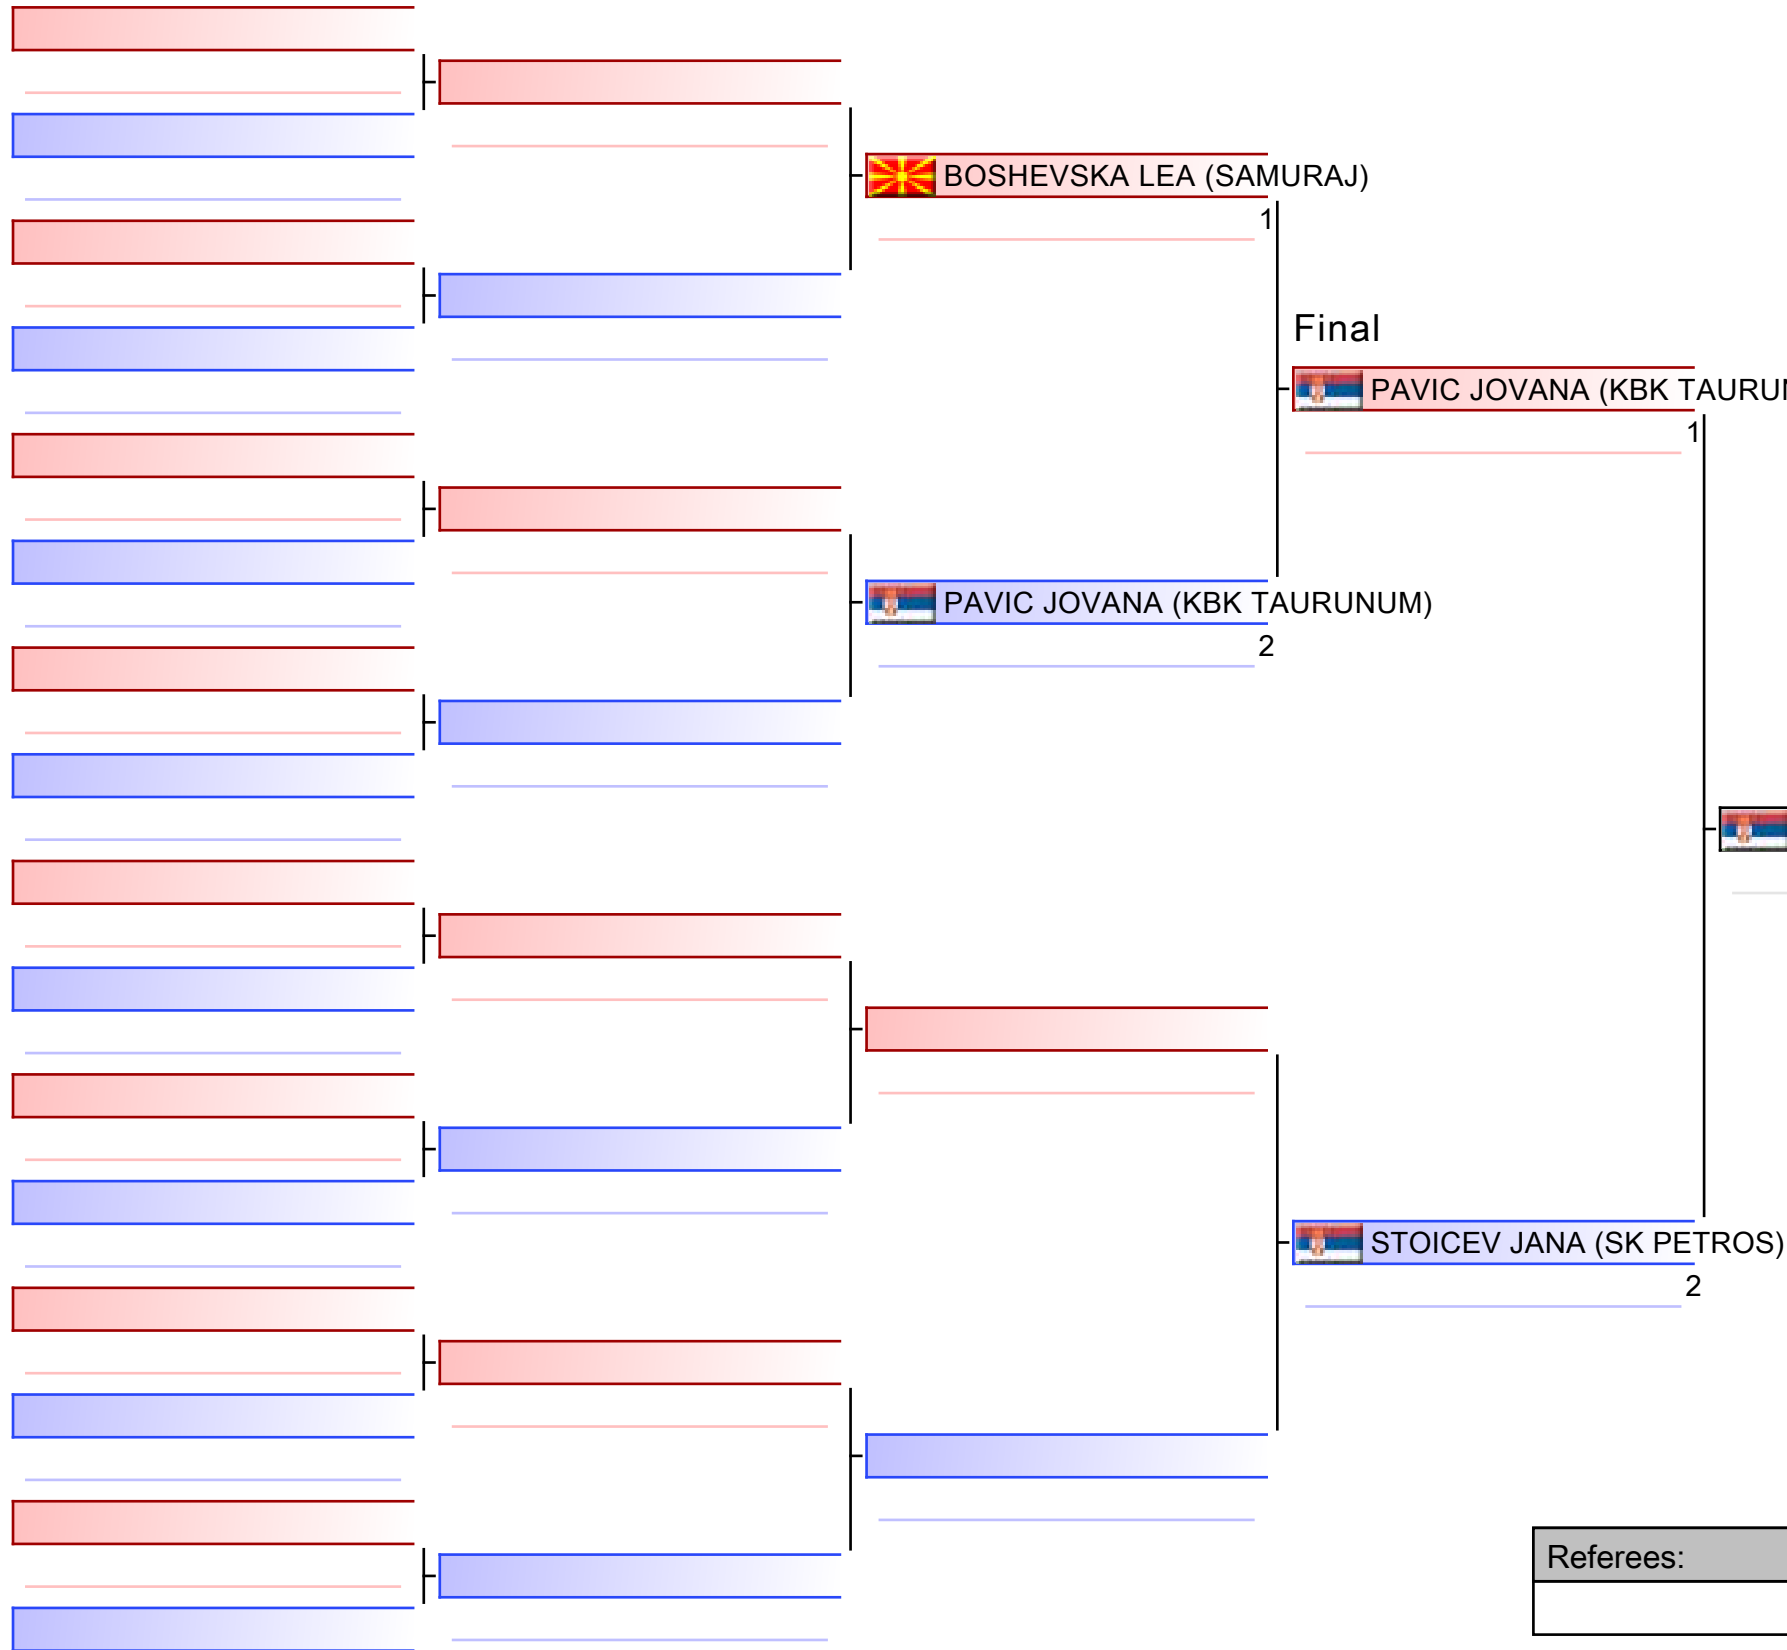 BOSHEVSKA LEA (SAMURAJ)
1
Final
PAVIC JOVANA (KBK TAURUN
1
PAVIC JOVANA (KBK TAURUNUM)
2
STOICEV JANA (SK PETROS)
2
Referees: